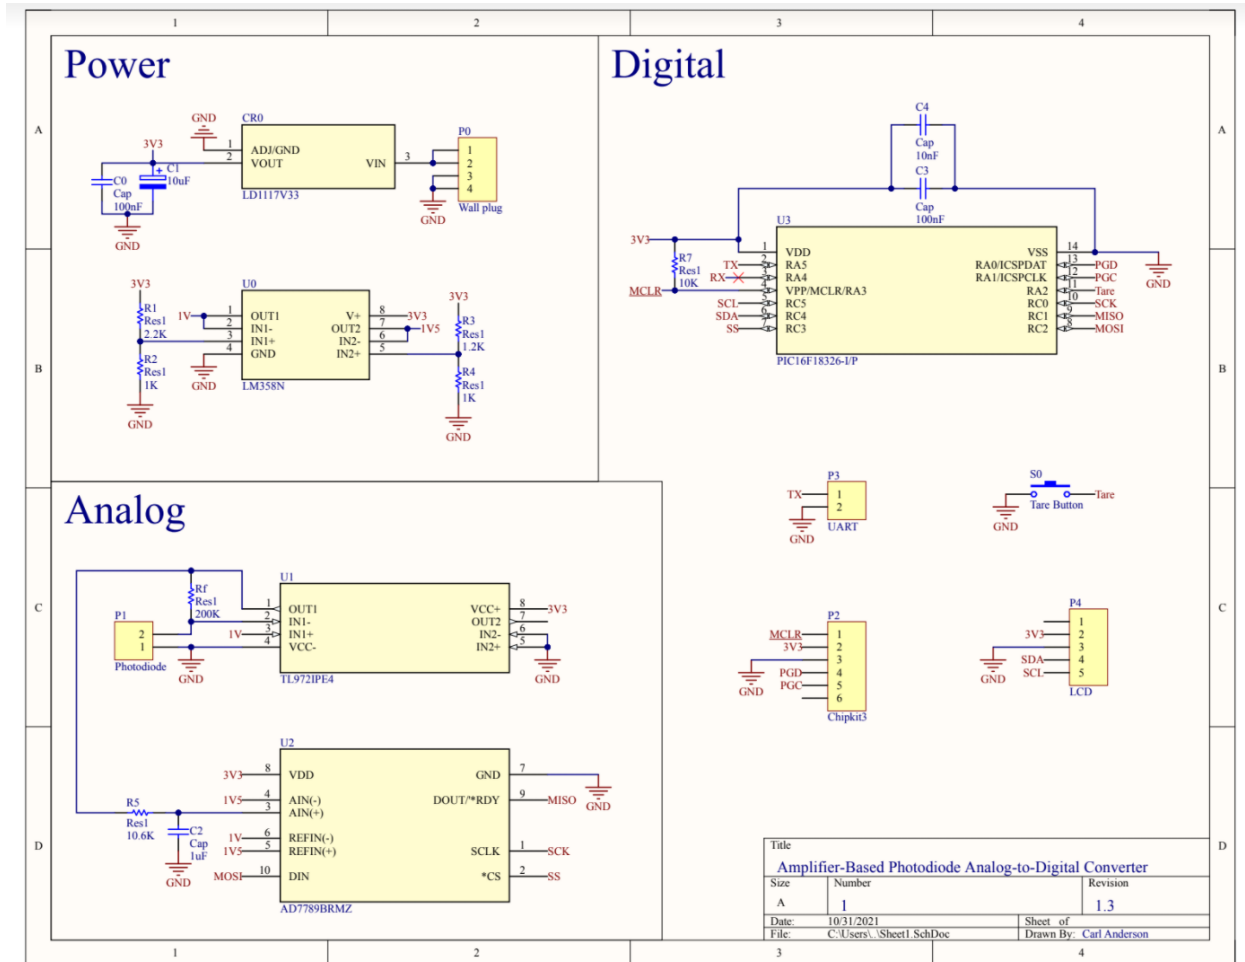 1 2 3 4
Power
Digital
A
A
GND
CR0
3V3
1 ADJ/GND
2 VOUT
VIN 3
LD1117V33
C0
Cap
100nF
C1
10uF
GND
P0
1
2
3
4
Wall plug
GND
C4
Cap
10nF
C3
Cap
100nF
U3
3V3
R7
Res1
10K
1 VDD
TX 2 RA5
RX 3 RA4
MCLR 4 VPP/MCLR/RA3
SCL 5 RC5
SDA 6 RC4
SS 7 RC3
VSS 14
RA0/ICSPDAT 13 PGD
RA1/ICSPCLK 12 PGC
RA2 11 Tare
RC0 10 SCK
RC1 9 MISO
RC2 8 MOSI
PIC16F18326-I/P
GND
B
B
3V3
R1
Res1
2.2K
R2
Res1
1K
GND
U0
1V 1 OUT1
2 IN1-
3 IN1+
4 GND
GND
V+ 8 3V3
OUT2 7 1V5
IN2- 6
IN2+ 5
LM358N
3V3
R3
Res1
1.2K
R4
Res1
1K
GND
P3
TX 1
2
UART
GND
S0
Tare Button
Tare
GND
Analog
C
C
Rf
Res1
200K
P1
2
1
Photodiode
GND
U1
1 OUT1
2 IN1-
1V 3 IN1+
4 VCC-
VCC+ 8 3V3
OUT2 7
IN2- 6
IN2+ 5
TL972IPE4
GND
P2
MCLR 1
3V3 2
3
PGD 4
PGC 5
6
GND
Chipkit3
P4
1
3V3 2
3
SDA 4
SCL 5
GND
LCD
D
D
R5
Res1
10.6K
C2
Cap
1uF
GND
U2
3V3 8 VDD
1V5 4 AIN(-)
3 AIN(+)
1V 6 REFIN(-)
1V5 5 REFIN(+)
MOSI 10 DIN
GND 7
DOUT/*RDY 9 MISO
SCLK 1 SCK
*CS 2 SS
AD7789BRMZ
GND
Title
Amplifier-Based Photodiode Analog-to-Digital Converter
Size Number Revision
A 1 1.3
Date: 10/31/2021 Sheet of
File: C:\Users\..\Sheet1.SchDoc Drawn By: Carl Anderson
1 2 3 4